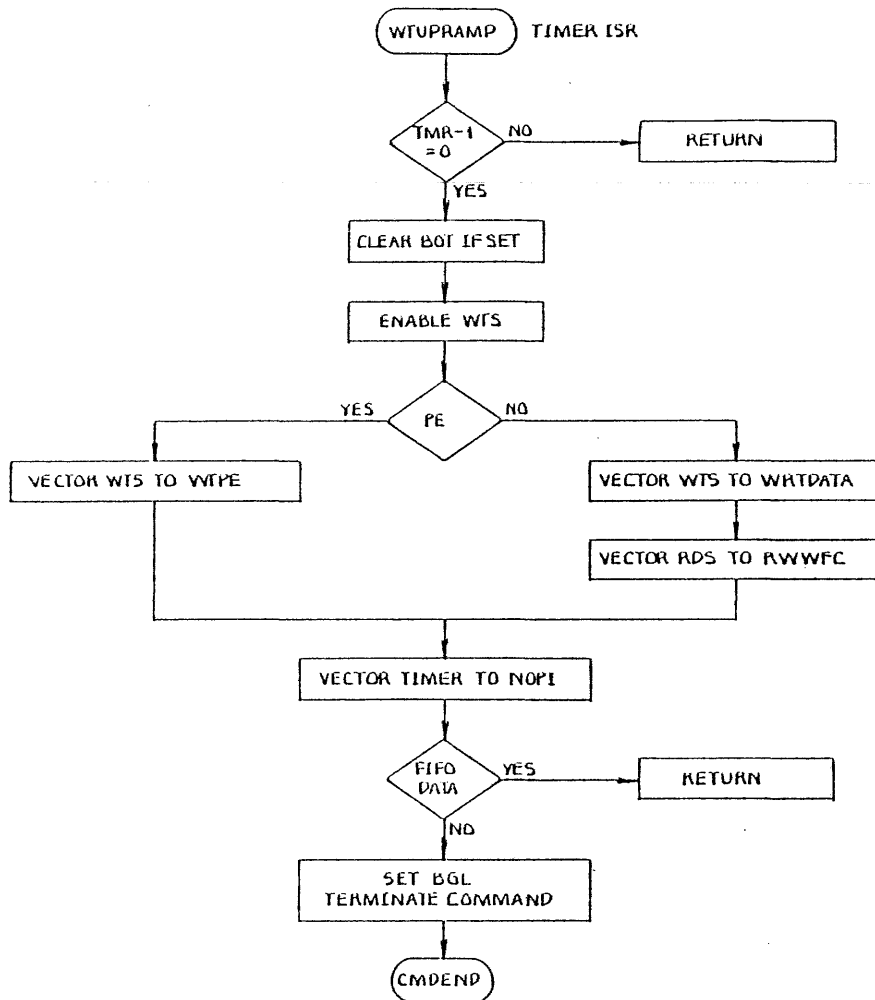 WTUPRAMP TIMER ISR
TMR-1
=0
NO
RETURN
YES
CLEAR BOT IF SET
ENABLE WTS
YES
PE
NO
VECTOR WTS TO WTPE
VECTOR WTS TO WRTDATA
VECTOR RDS TO RWWFC
VECTOR TIMER TO NOPI
FIFO
DATA
YES
RETURN
NO
SET BGL
TERMINATE COMMAND
CMDEND